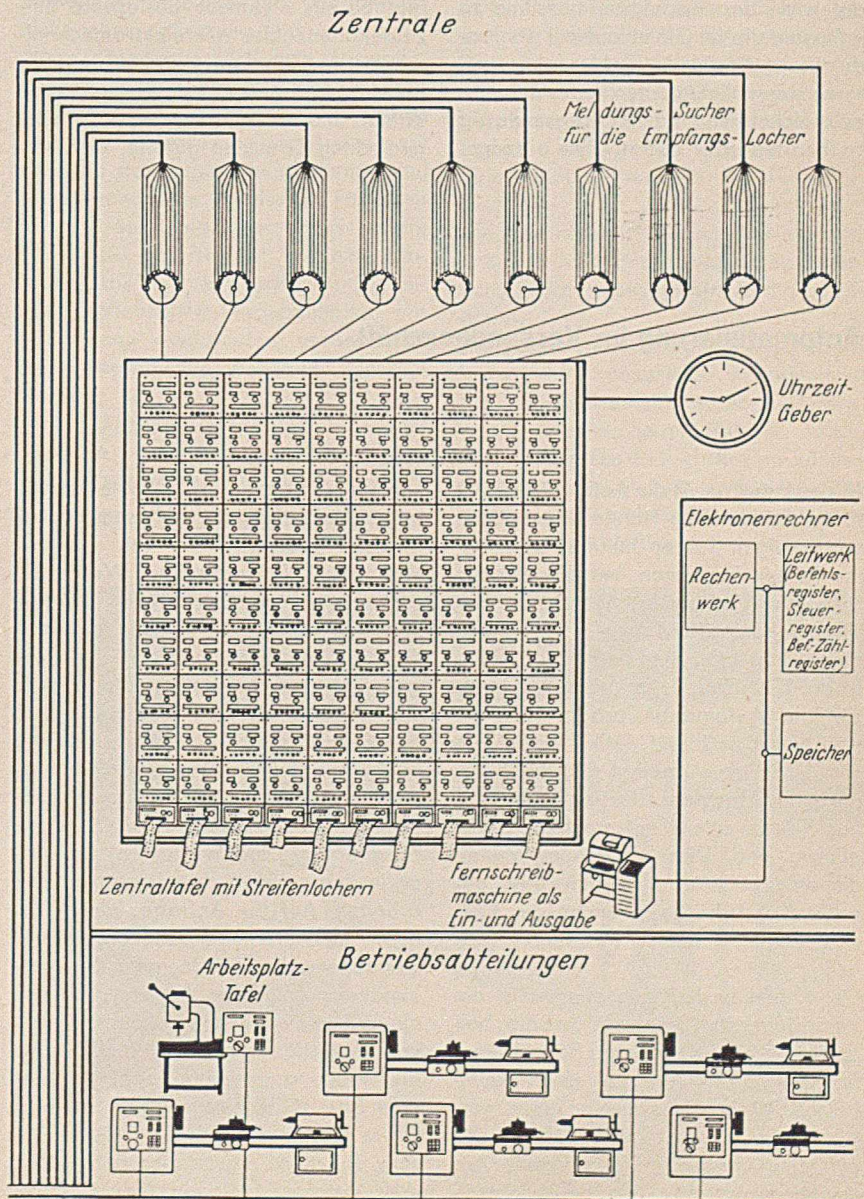 Zentrale
Meldungs-Sucher
für die Empfangs-Locher
Uhrzeit-
Geber
Elektronenrechner
Rechen-
werk
Leitwerk
(Befehls-
register,
Steuer-
register,
Bef.-Zähl-
register)
Speicher
Zentraltafel mit Streifenlochern
Fernschreib-
maschine als
Ein- und Ausgabe
Betriebsabteilungen
Arbeitsplatz-
Tafel